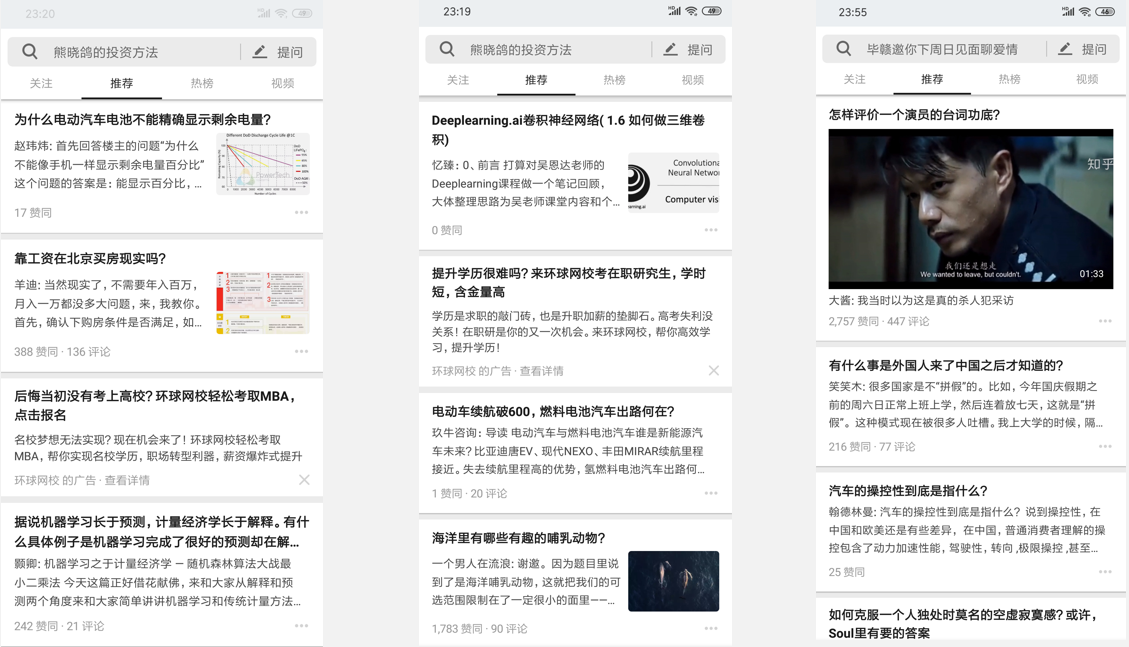 23:20
熊晓鸽的投资方法
提问
关注 推荐 热榜 视频
为什么电动汽车电池不能精确显示剩余电量?
赵玮炜: 首先回答楼主的问题“为什么
不能像手机一样显示剩余电量百分比”
这个问题的答案是: 能显示百分比, ...
17 赞同
靠工资在北京买房现实吗?
羊迪: 当然现实了, 不需要年入百万,
月入一万都没多大问题, 来, 我教你。
首先, 确认下购房条件是否满足, 如...
388 赞同 · 136 评论
后悔当初没有考上高校? 环球网校轻松考取MBA,
点击报名
名校梦想无法实现? 现在机会来了! 环球网校轻松考取
MBA, 帮你实现名校学历, 职场转型利器, 薪资爆炸式提升
环球网校 的广告 · 查看详情
据说机器学习长于预测, 计量经济学长于解释。有什
么具体例子是机器学习完成了很好的预测却在解...
颢卿: 机器学习之于计量经济学 — 随机森林算法大战最
小二乘法 今天这篇正好借花献佛, 来和大家从解释和预
测两个角度来和大家简单讲讲机器学习和传统计量方法...
242 赞同 · 21 评论
23:19
熊晓鸽的投资方法
提问
关注 推荐 热榜 视频
Deeplearning.ai卷积神经网络( 1.6 如何做三维卷
积)
忆臻: 0、前言 打算对吴恩达老师的
Deeplearning课程做一个笔记回顾,
大体整理思路为吴老师课堂内容和个...
Convolutiona
Neural Networ
Computer vis
0 赞同
提升学历很难吗? 来环球网校考在职研究生, 学时
短, 含金量高
学历是求职的敲门砖, 也是升职加薪的垫脚石。高考失利没
关系! 在职研是你的又一次机会。来环球网校, 帮你高效学
习, 提升学历!
环球网校 的广告 · 查看详情
电动车续航破600, 燃料电池汽车出路何在?
玖牛咨询: 导读 电动汽车与燃料电池汽车谁是新能源汽
车未来? 比亚迪唐EV、现代NEXO、丰田MIRAR续航里程
接近。失去续航里程高的优势, 氢燃料电池汽车出路何...
1 赞同 · 20 评论
海洋里有哪些有趣的哺乳动物?
一个男人在流浪: 谢邀。因为题目里说
到了是海洋哺乳动物, 这就把我们的可
选范围限制在了一定很小的面里——...
1,783 赞同 · 90 评论
23:55
毕赣邀你下周日见面聊爱情
提问
关注 推荐 热榜 视频
怎样评价一个演员的台词功底?
知乎
我们还是想走
We wanted to leave, but couldn't.
01:33
大酱: 我当时以为这是真的杀人犯采访
2,757 赞同 · 447 评论
有什么事是外国人来了中国之后才知道的?
笑笑木: 很多国家是不“拼假”的。比如, 今年国庆假期之
前的周六日正常上班上学, 然后连着放七天, 这就是“拼
假”。这种模式现在被很多人吐槽。我上大学的时候, 隔...
216 赞同 · 77 评论
汽车的操控性到底是指什么?
翰德林曼: 汽车的操控性到底是指什么? 说到操控性, 在
中国和欧美还是有些差异, 在中国, 普通消费者理解的操
控包含了动力加速性能, 驾驶性, 转向 ,极限操控 ,甚至...
25 赞同
如何克服一个人独处时莫名的空虚寂寞感? 或许,
Soul里有要的答案